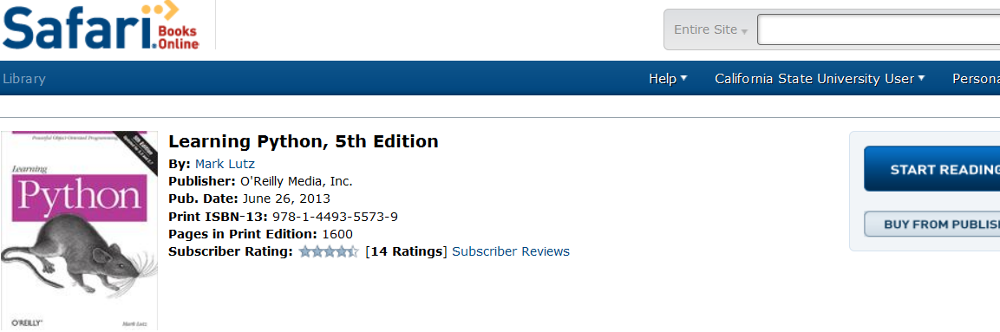 Safari Books Online
Entire Site
Library
Help
California State University User
Persona
Powerful Object-Oriented Programming
5th Edition
Learning
Python
O'REILLY
Mark Lutz
Learning Python, 5th Edition
By: Mark Lutz
Publisher: O'Reilly Media, Inc.
Pub. Date: June 26, 2013
Print ISBN-13: 978-1-4493-5573-9
Pages in Print Edition: 1600
Subscriber Rating: [14 Ratings] Subscriber Reviews
START READING
BUY FROM PUBLIS